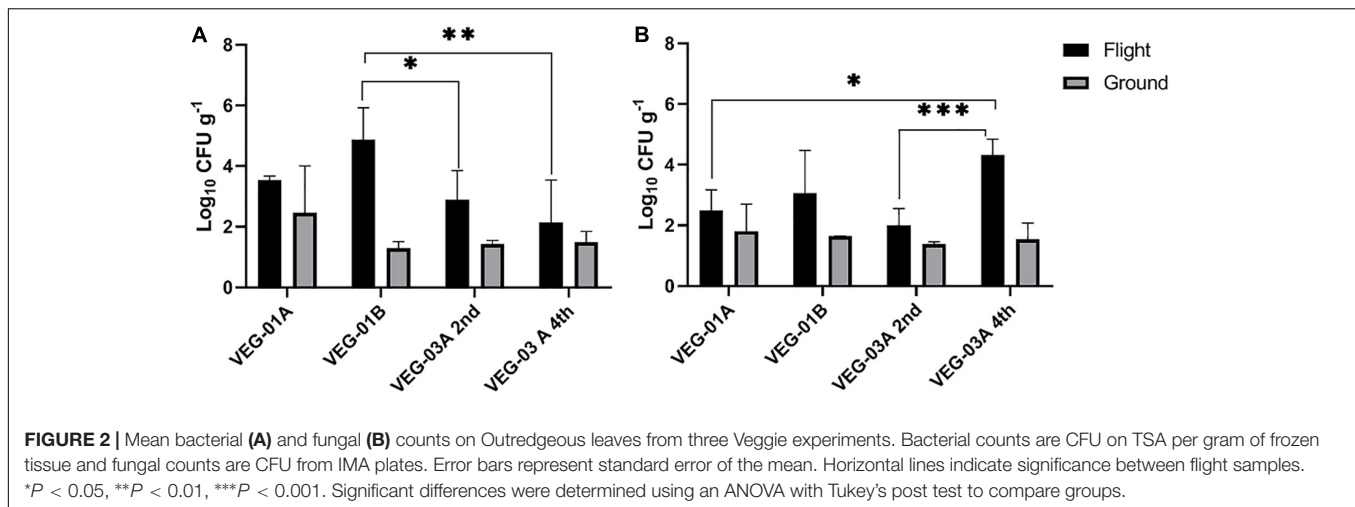 A
B
8
6
4
2
0
Log10 CFU g-1
*
**
VEG-01A
VEG-01B
VEG-03A 2nd
VEG-03 A 4th
8
6
4
2
0
Log10 CFU g-1
*
***
VEG-01A
VEG-01B
VEG-03A 2nd
VEG-03A 4th
Flight
Ground
FIGURE 2 | Mean bacterial (A) and fungal (B) counts on Outredgeous leaves from three Veggie experiments. Bacterial counts are CFU on TSA per gram of frozen
tissue and fungal counts are CFU from IMA plates. Error bars represent standard error of the mean. Horizontal lines indicate significance between flight samples.
*P < 0.05, **P < 0.01, ***P < 0.001. Significant differences were determined using an ANOVA with Tukey's post test to compare groups.